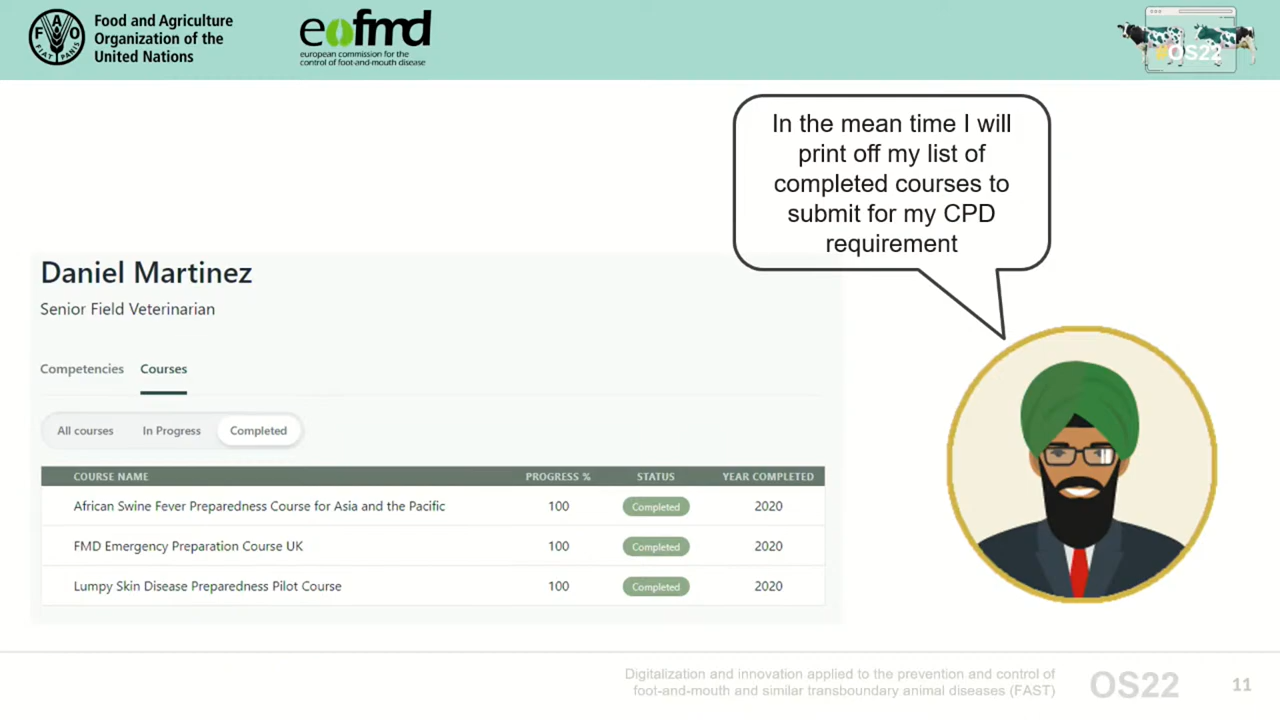 FAO
FIAT PANIS
Food and Agriculture
Organization of the
United Nations
eofmd
european commission for the
control of foot-and-mouth disease
#OS22
In the mean time I will
print off my list of
completed courses to
submit for my CPD
requirement
Daniel Martinez
Senior Field Veterinarian
Competencies Courses
All courses In Progress Completed
COURSE NAME PROGRESS % STATUS YEAR COMPLETED
African Swine Fever Preparedness Course for Asia and the Pacific 100 Completed 2020
FMD Emergency Preparation Course UK 100 Completed 2020
Lumpy Skin Disease Preparedness Pilot Course 100 Completed 2020
Digitalization and innovation applied to the prevention and control of
foot-and-mouth and similar transboundary animal diseases (FAST)
OS22 11